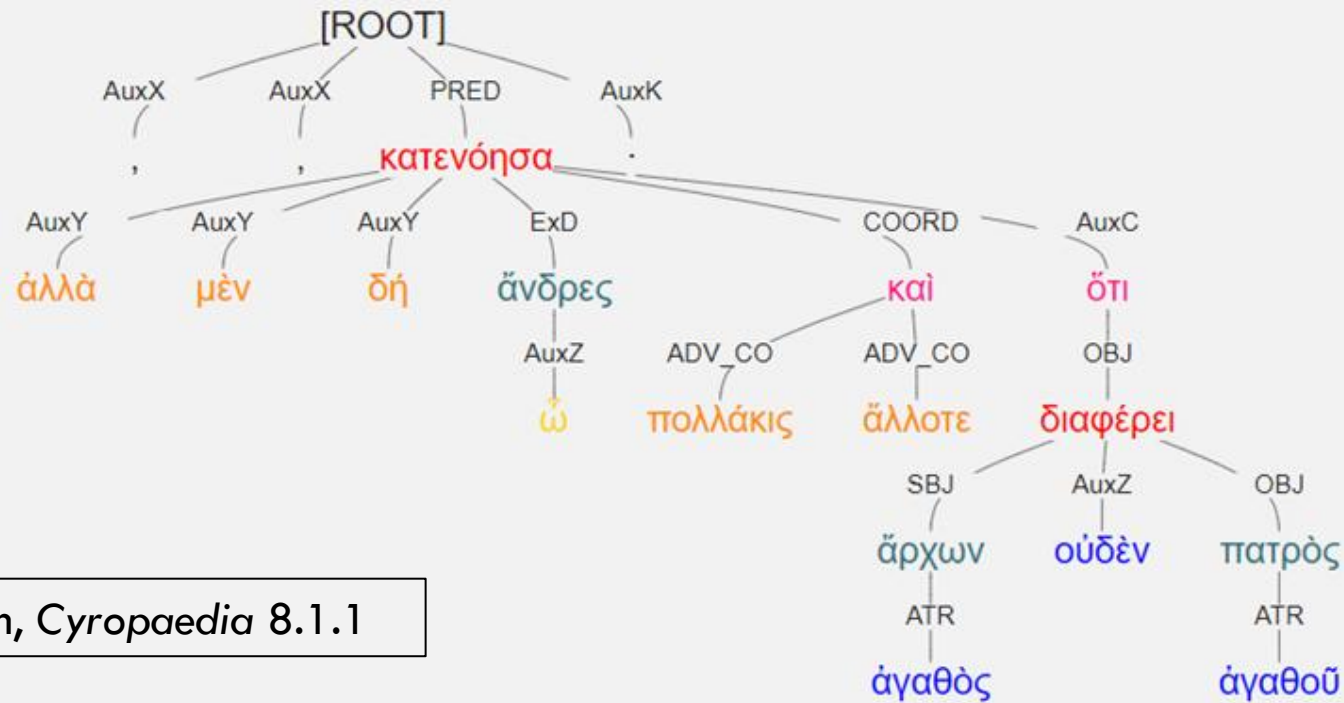 [ROOT]
AuxX AuxX PRED AuxK
, , κατενόησα .
AuxY AuxY AuxY ExD COORD AuxC
ἀλλὰ μὲν δή ἄνδρες καὶ ὅτι
AuxZ ADV_CO ADV_CO OBJ
ὦ πολλάκις ἄλλοτε διαφέρει
SBJ AuxZ OBJ
ἄρχων οὐδὲν πατρὸς
n, Cyropaedia 8.1.1
ATR ATR
ἀγαθὸς ἀγαθοῦ